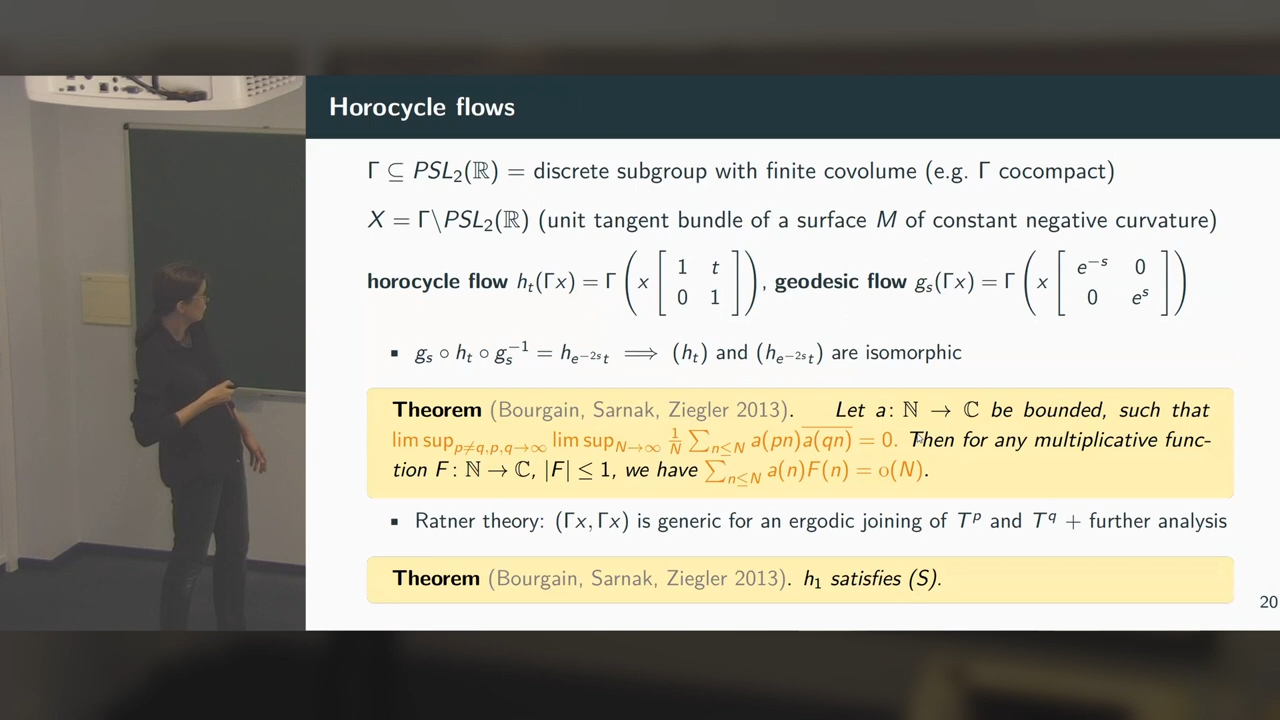 Horocycle flows
Γ ⊆ PSL₂(ℝ) = discrete subgroup with finite covolume (e.g. Γ cocompact)
X = Γ\PSL₂(ℝ) (unit tangent bundle of a surface M of constant negative curvature)
horocycle flow hₜ(Γx) = Γ (x [1 t; 0 1]), geodesic flow gₛ(Γx) = Γ (x [e^{-s} 0; 0 e^s])
▪ gₛ ∘ hₜ ∘ gₛ^{-1} = h_{e^{-2s}t} ⟹ (hₜ) and (h_{e^{-2s}t}) are isomorphic
Theorem (Bourgain, Sarnak, Ziegler 2013). Let a: ℕ → ℂ be bounded, such that
lim sup_{p≠q,p,q→∞} lim sup_{N→∞} 1/N ∑_{n≤N} a(pn)\overline{a(qn)} = 0. Then for any multiplicative func-
tion F: ℕ → ℂ, |F| ≤ 1, we have ∑_{n≤N} a(n)F(n) = o(N).
▪ Ratner theory: (Γx, Γx) is generic for an ergodic joining of T^p and T^q + further analysis
Theorem (Bourgain, Sarnak, Ziegler 2013). h₁ satisfies (S).
20